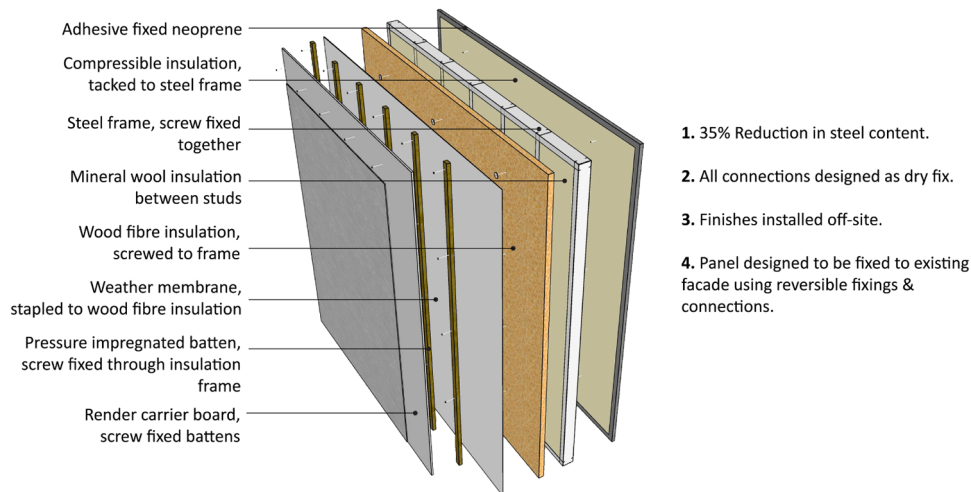 Adhesive fixed neoprene
Compressible insulation,
tacked to steel frame
Steel frame, screw fixed
together
Mineral wool insulation
between studs
Wood fibre insulation,
screwed to frame
Weather membrane,
stapled to wood fibre insulation
Pressure impregnated batten,
screw fixed through insulation
frame
Render carrier board,
screw fixed battens
1. 35% Reduction in steel content.
2. All connections designed as dry fix.
3. Finishes installed off-site.
4. Panel designed to be fixed to existing
facade using reversible fixings &
connections.